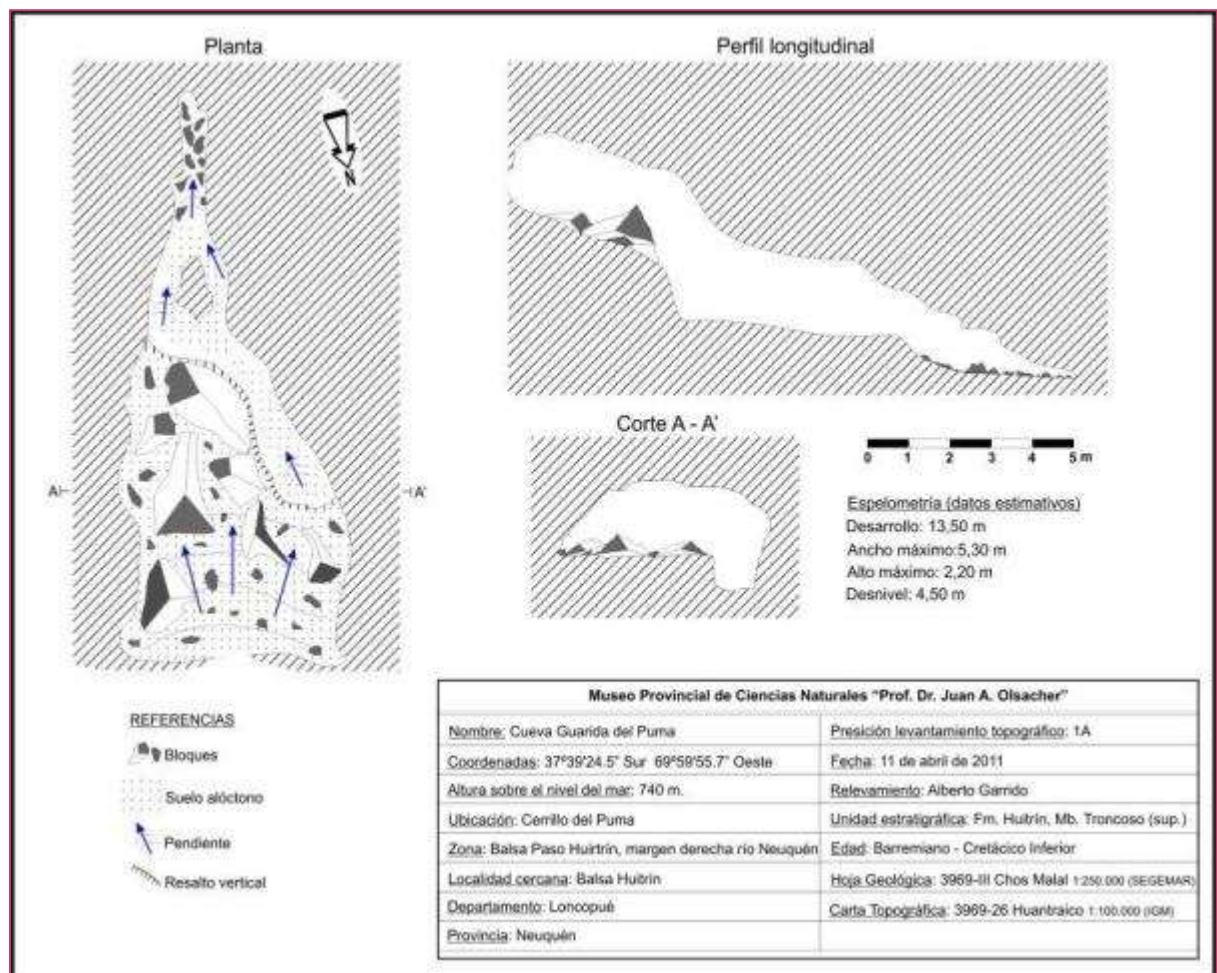 Planta
Perfil longitudinal
N
A
A'
Corte A - A'
0 1 2 3 4 5 m
Espelometría (datos estimativos)
Desarrollo: 13,50 m
Ancho máximo:5,30 m
Alto máximo: 2,20 m
Desnivel: 4,50 m
REFERENCIAS
Bloques
Suelo alóctono
Pendiente
Resalto vertical
Museo Provincial de Ciencias Naturales "Prof. Dr. Juan A. Olsacher"
Nombre: Cueva Guarida del Puma
Presición levantamiento topográfico: 1A
Coordenadas: 37º39'24.5" Sur 69º59'55.7" Oeste
Fecha: 11 de abril de 2011
Altura sobre el nivel del mar: 740 m.
Relevamiento: Alberto Garrido
Ubicación: Cerrillo del Puma
Unidad estratigráfica: Fm. Huitrín, Mb. Troncoso (sup.)
Zona: Balsa Paso Huirtrín, margen derecha río Neuquén
Edad: Barremiano - Cretácico Inferior
Localidad cercana: Balsa Huitrín
Hoja Geológica: 3969-III Chos Malal 1:250.000 (SEGEMAR)
Departamento: Loncopué
Carta Topográfica: 3969-26 Huantraico 1:100.000 (IGM)
Provincia: Neuquén